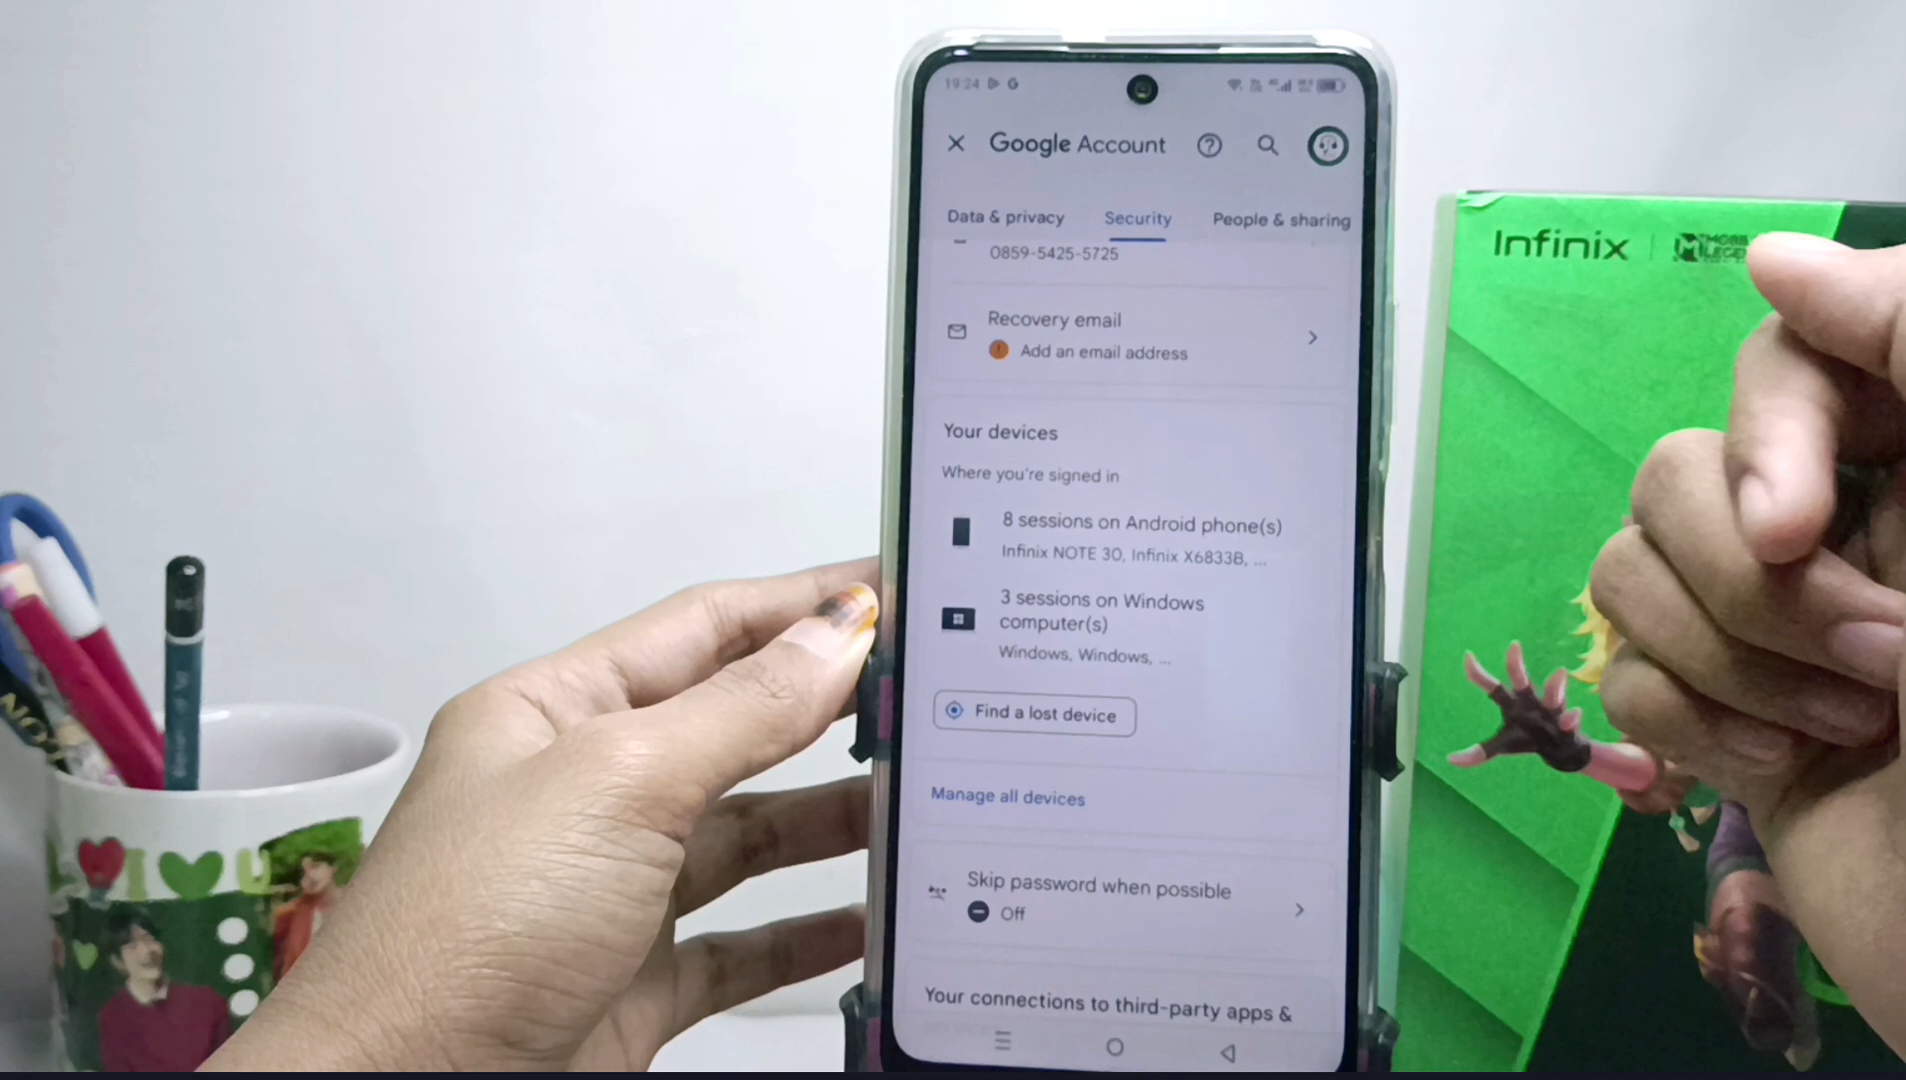 19:24
Google Account
Data & privacy
Security
People & sharing
0859-5425-5725
Recovery email
Add an email address
Your devices
Where you're signed in
8 sessions on Android phone(s)
Infinix NOTE 30, Infinix X6833B, ...
3 sessions on Windows
computer(s)
Windows, Windows, ...
Find a lost device
Manage all devices
Skip password when possible
Off
Your connections to third-party apps &
Infinix
I U